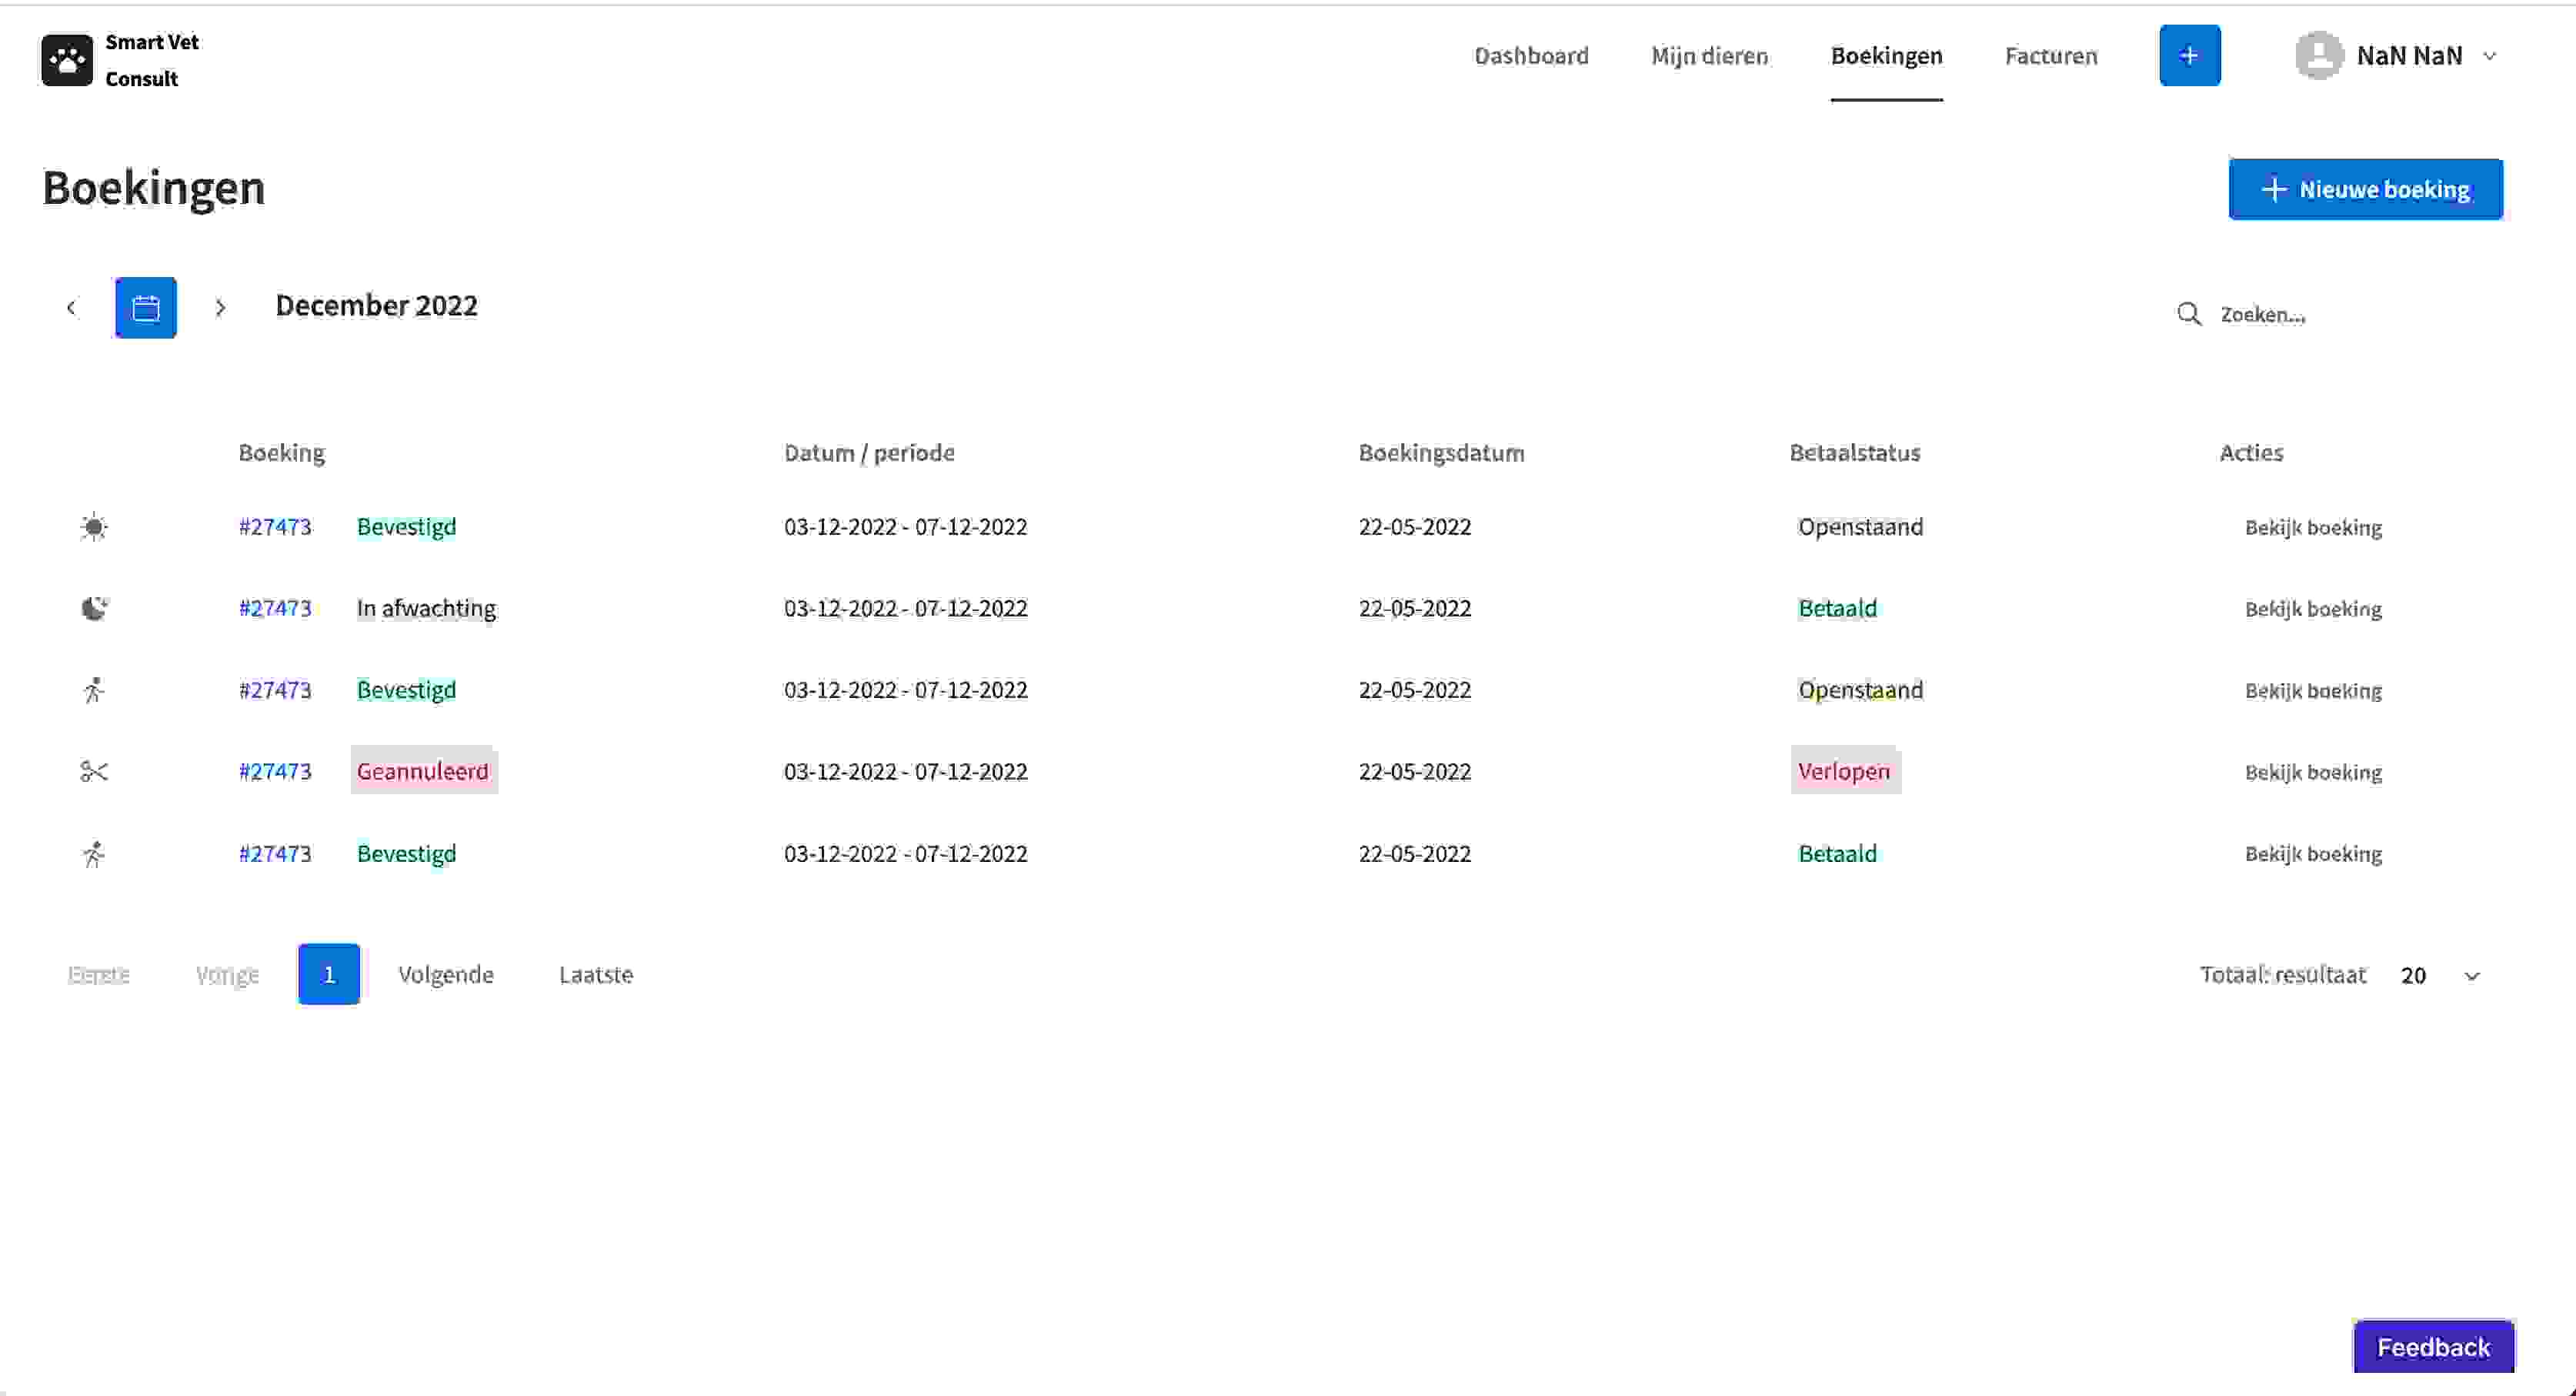 Smart Vet
Consult
Dashboard Mijn dieren Boekingen Facturen NaN NaN
Boekingen
Nieuwe boeking
December 2022
Zoeken...
Boeking Datum / periode Boekingsdatum Betaalstatus Acties
#27473 Bevestigd 03-12-2022 - 07-12-2022 22-05-2022 Openstaand Bekijk boeking
#27473 In afwachting 03-12-2022 - 07-12-2022 22-05-2022 Betaald Bekijk boeking
#27473 Bevestigd 03-12-2022 - 07-12-2022 22-05-2022 Openstaand Bekijk boeking
#27473 Geannuleerd 03-12-2022 - 07-12-2022 22-05-2022 Verlopen Bekijk boeking
#27473 Bevestigd 03-12-2022 - 07-12-2022 22-05-2022 Betaald Bekijk boeking
Eerste Vorige 1 Volgende Laatste Totaal: resultaat 20
Feedback